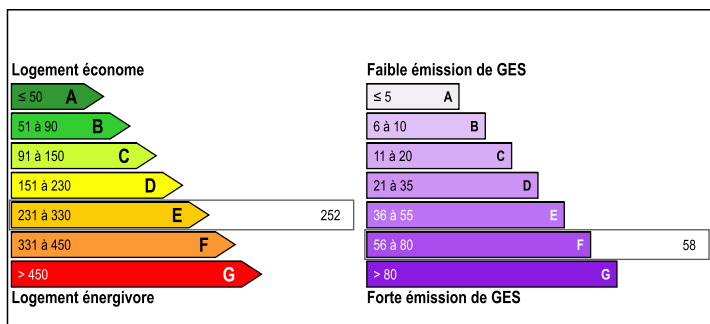 Logement économe
≤ 50 A
51 à 90 B
91 à 150 C
151 à 230 D
231 à 330 E 252
331 à 450 F
> 450 G
Logement énergivore
Faible émission de GES
≤ 5 A
6 à 10 B
11 à 20 C
21 à 35 D
36 à 55 E
56 à 80 F 58
> 80 G
Forte émission de GES